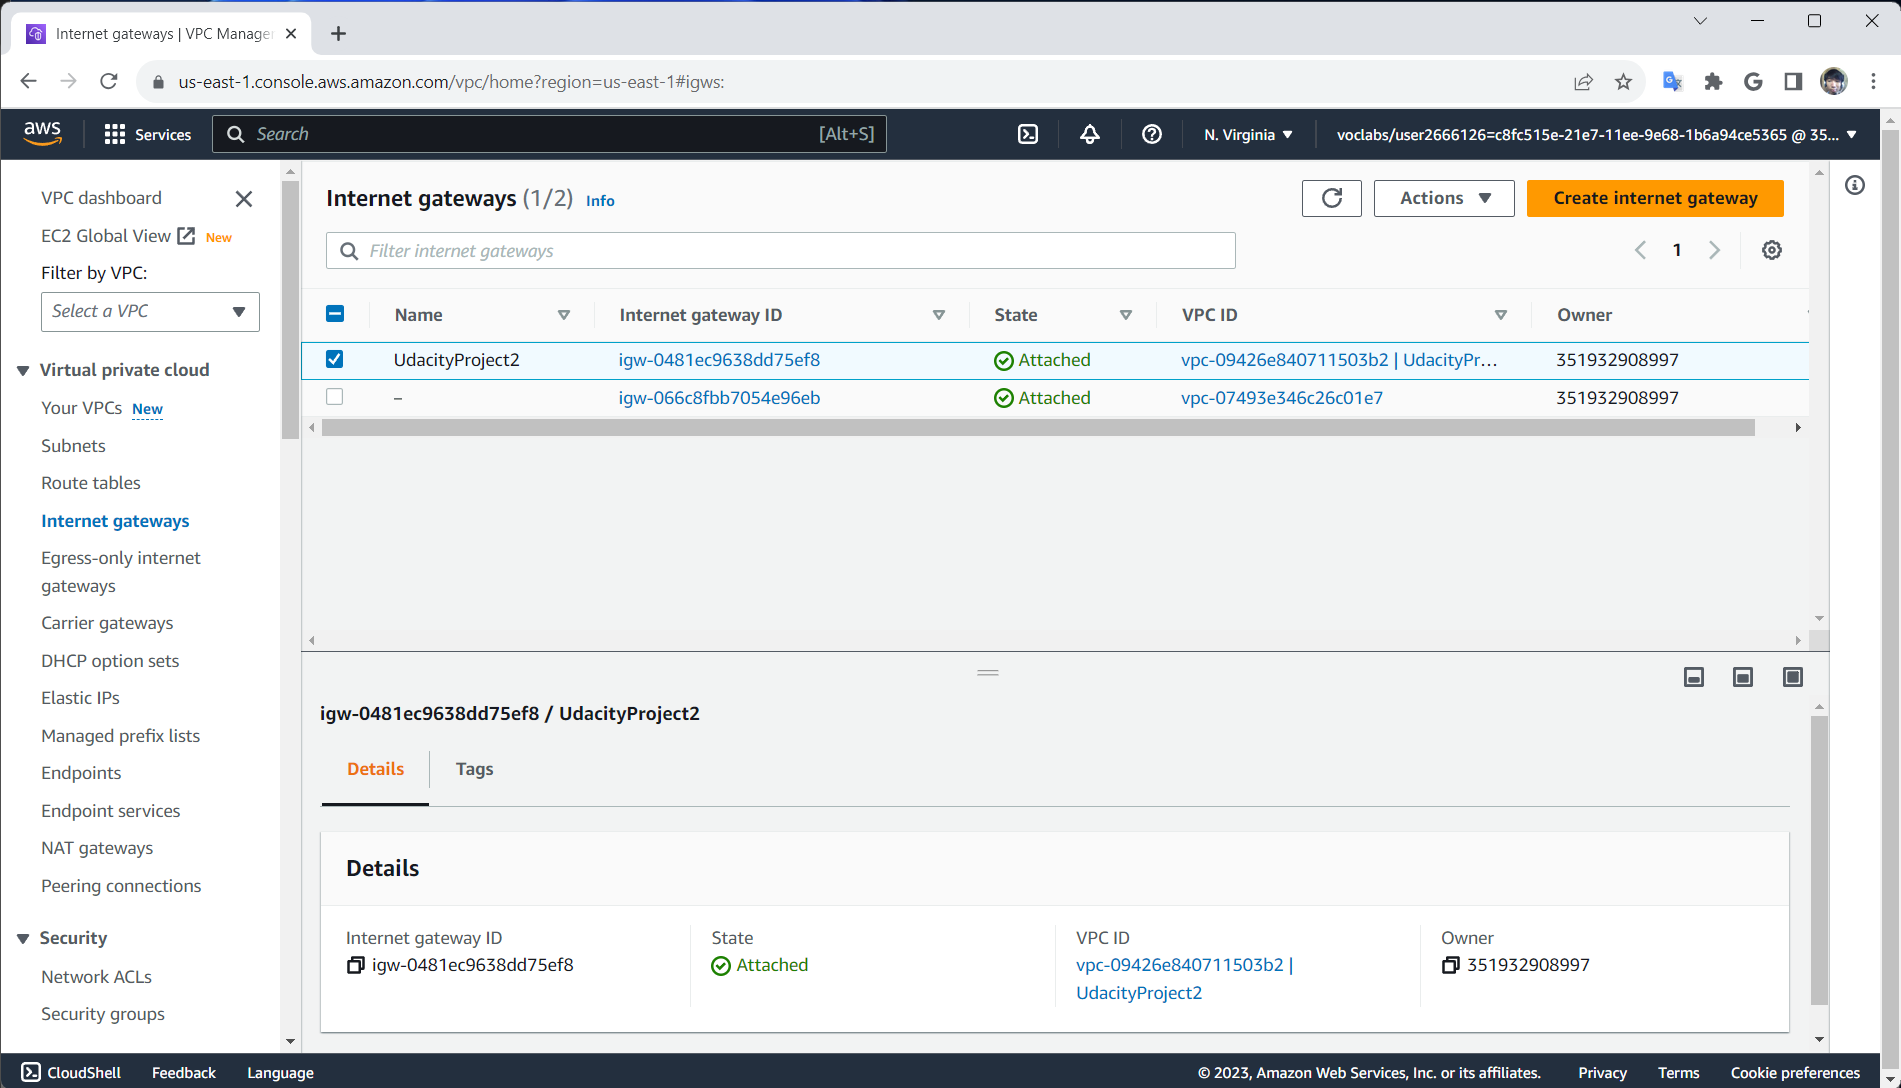 Internet gateways | VPC Manage
us-east-1.console.aws.amazon.com/vpc/home?region=us-east-1#igws:
aws
Services
Search
[Alt+S]
N. Virginia
voclabs/user2666126=c8fc515e-21e7-11ee-9e68-1b6a94ce5365 @ 35...
VPC dashboard
EC2 Global View New
Filter by VPC:
Select a VPC
Virtual private cloud
Your VPCs New
Subnets
Route tables
Internet gateways
Egress-only internet
gateways
Carrier gateways
DHCP option sets
Elastic IPs
Managed prefix lists
Endpoints
Endpoint services
NAT gateways
Peering connections
Security
Network ACLs
Security groups
Internet gateways (1/2) Info
Actions
Create internet gateway
Filter internet gateways
1
Name Internet gateway ID State VPC ID Owner
UdacityProject2 igw-0481ec9638dd75ef8 Attached vpc-09426e840711503b2 | UdacityPr... 351932908997
– igw-066c8fbb7054e96eb Attached vpc-07493e346c26c01e7 351932908997
igw-0481ec9638dd75ef8 / UdacityProject2
Details Tags
Details
Internet gateway ID
igw-0481ec9638dd75ef8
State
Attached
VPC ID
vpc-09426e840711503b2 |
UdacityProject2
Owner
351932908997
CloudShell Feedback Language
© 2023, Amazon Web Services, Inc. or its affiliates. Privacy Terms Cookie preferences